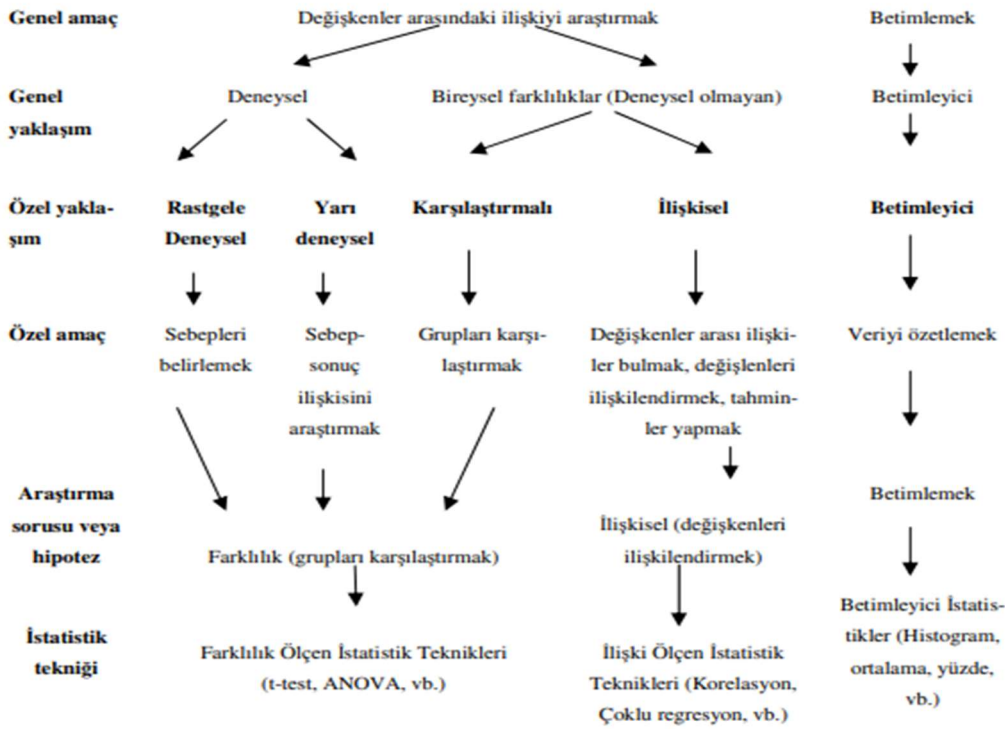 Genel amaç Değişkenler arasındaki ilişkiyi araştırmak Betimlemek
Genel Deneysel Bireysel farklılıklar (Deneysel olmayan) Betimleyici
yaklaşım
Özel yakla- Rastgele Yarı Karşılaştırmalı İlişkisel Betimleyici
şım Deneysel deneysel
Özel amaç Sebepleri Sebep- Grupları karşı- Değişkenler arası ilişki- Veriyi özetlemek
belirlemek sonuç laştırmak ler bulmak, değişlenleri
ilişkisini ilişkilendirmek, tahmin-
araştırmak ler yapmak
Araştırma Betimlemek
sorusu veya İlişkisel (değişkenleri
hipotez Farklılık (grupları karşılaştırmak) ilişkilendirmek)
Betimleyici İstatis-
İstatistik tikler (Histogram,
tekniği Farklılık Ölçen İstatistik Teknikleri İlişki Ölçen İstatistik ortalama, yüzde,
(t-test, ANOVA, vb.) Teknikleri (Korelasyon, vb.)
Çoklu regresyon, vb.)